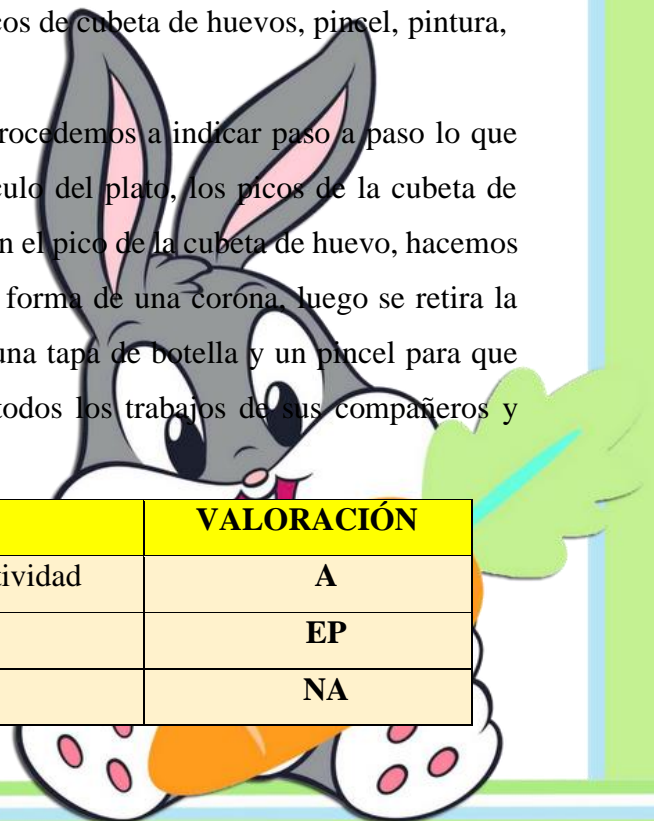 cos de cubeta de huevos, pincel, pintura,
rocedemos a indicar paso a paso lo que
culo del plato, los picos de la cubeta de
n el pico de la cubeta de huevo, hacemos
forma de una corona, luego se retira la
una tapa de botella y un pincel para que
todos los trabajos de sus compañeros y
VALORACIÓN
tividad A
EP
NA